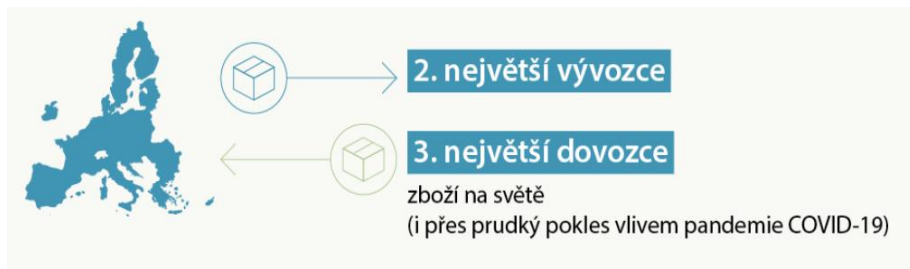 2. největší vývozce
3. největší dovozce
zboží na světě
(i přes prudký pokles vlivem pandemie COVID-19)